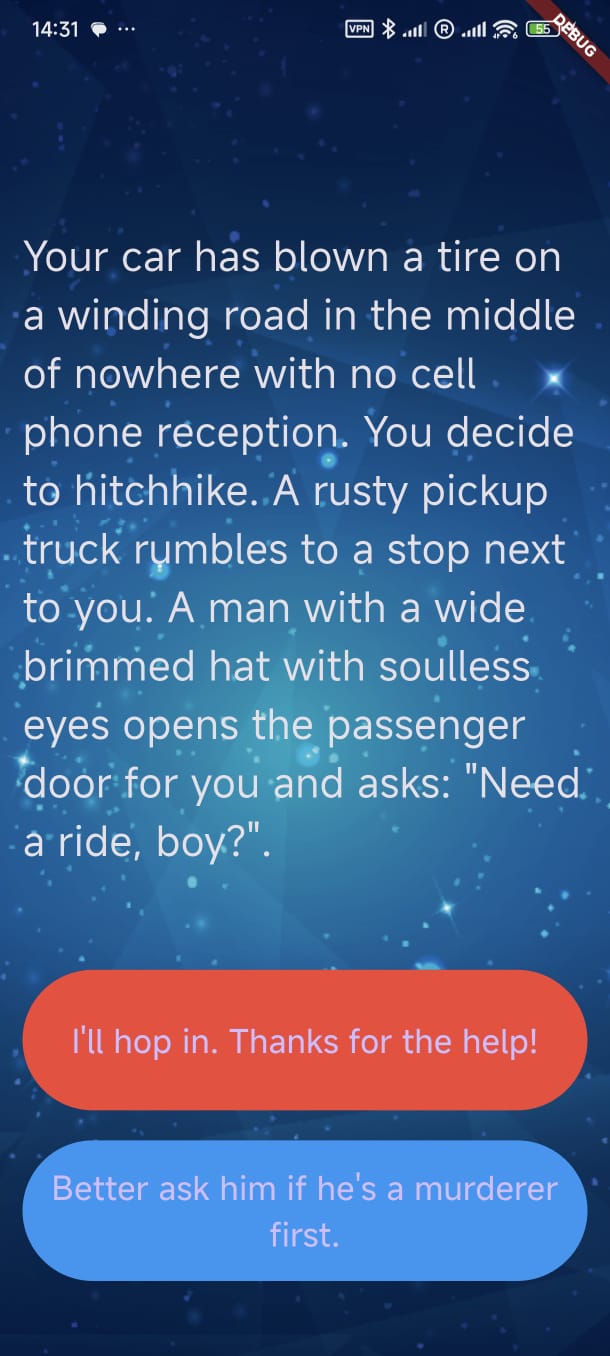 14:31
VPN
R
6
55
DEBUG
Your car has blown a tire on
a winding road in the middle
of nowhere with no cell
phone reception. You decide
to hitchhike. A rusty pickup
truck rumbles to a stop next
to you. A man with a wide
brimmed hat with soulless
eyes opens the passenger
door for you and asks: "Need
a ride, boy?".
I'll hop in. Thanks for the help!
Better ask him if he's a murderer
first.